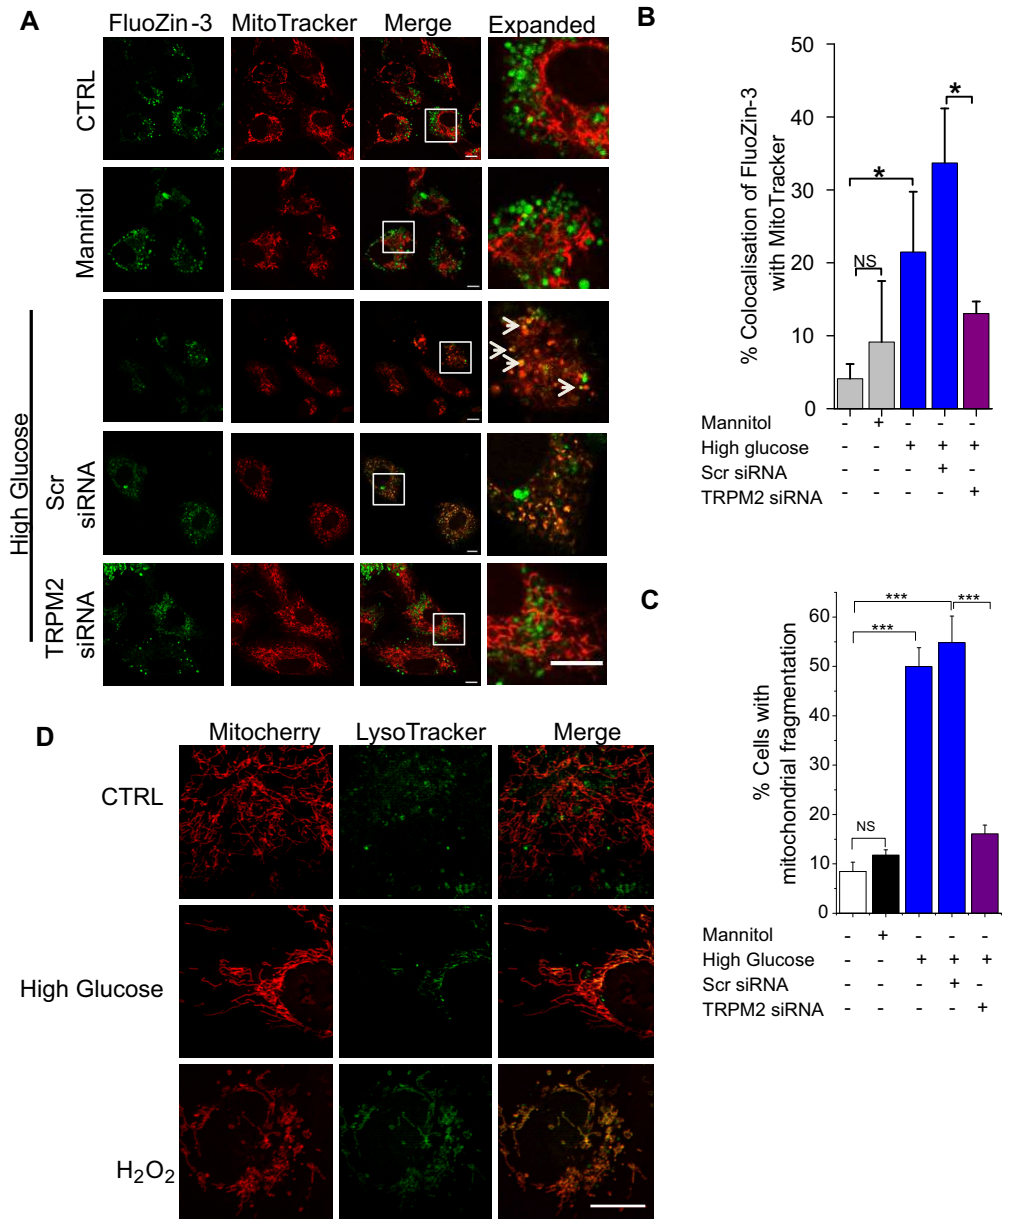 A
FluoZin-3 MitoTracker Merge Expanded
CTRL
Mannitol
High Glucose
Scr
siRNA
TRPM2
siRNA
B
% Colocalisation of FluoZin-3
with MitoTracker
50
40
30
20
10
0
NS
*
*
Mannitol - + - - -
High glucose - - + + +
Scr siRNA - - - + -
TRPM2 siRNA - - - - +
C
% Cells with
mitochondrial fragmentation
60
50
40
30
20
10
0
NS
***
***
***
Mannitol - + - - -
High Glucose - - + + +
Scr siRNA - - - + -
TRPM2 siRNA - - - - +
D
Mitocherry LysoTracker Merge
CTRL
High Glucose
H2O2